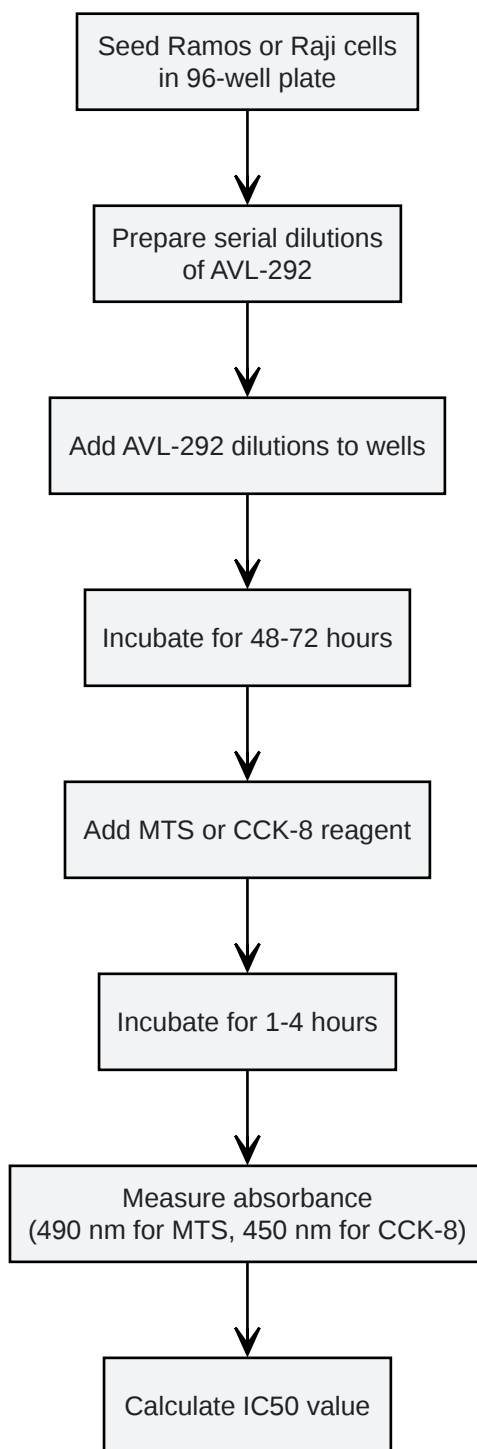 Seed Ramos or Raji cells
in 96-well plate
Prepare serial dilutions
of AVL-292
Add AVL-292 dilutions to wells
Incubate for 48-72 hours
Add MTS or CCK-8 reagent
Incubate for 1-4 hours
Measure absorbance
(490 nm for MTS, 450 nm for CCK-8)
Calculate IC50 value